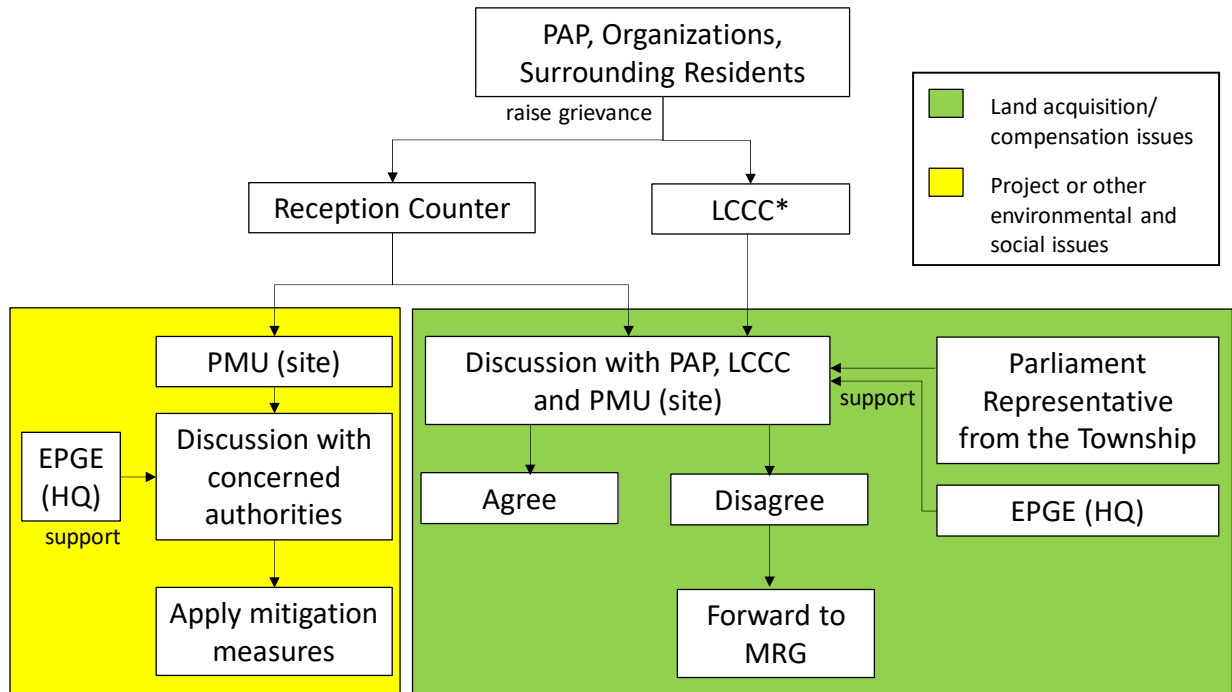 PAP, Organizations,
Surrounding Residents
raise grievance
Land acquisition/
compensation issues
Project or other
environmental and
social issues
Reception Counter
LCCC*
PMU (site)
Discussion with
concerned
authorities
EPGE
(HQ)
support
Apply mitigation
measures
Discussion with PAP, LCCC
and PMU (site)
support
Parliament
Representative
from the Township
EPGE (HQ)
Agree
Disagree
Forward to
MRG